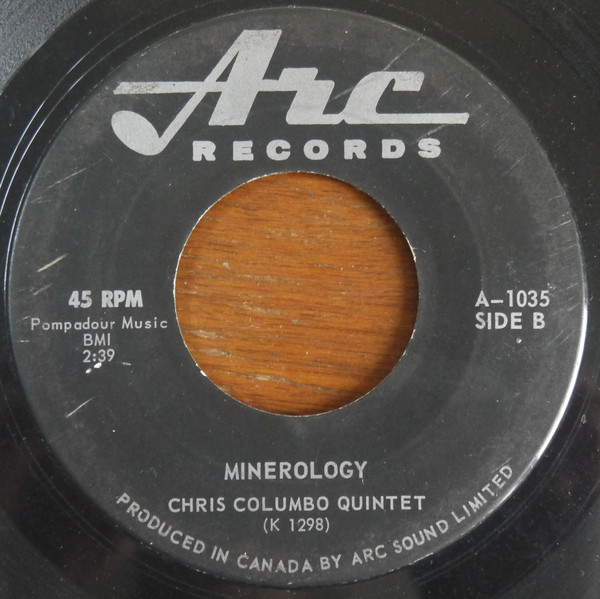 Arc
RECORDS
45 RPM
Pompadour Music
BMI
2:39
A-1035
SIDE B
MINEROLOGY
CHRIS COLUMBO QUINTET
(K 1298)
PRODUCED IN CANADA BY ARC SOUND LIMITED